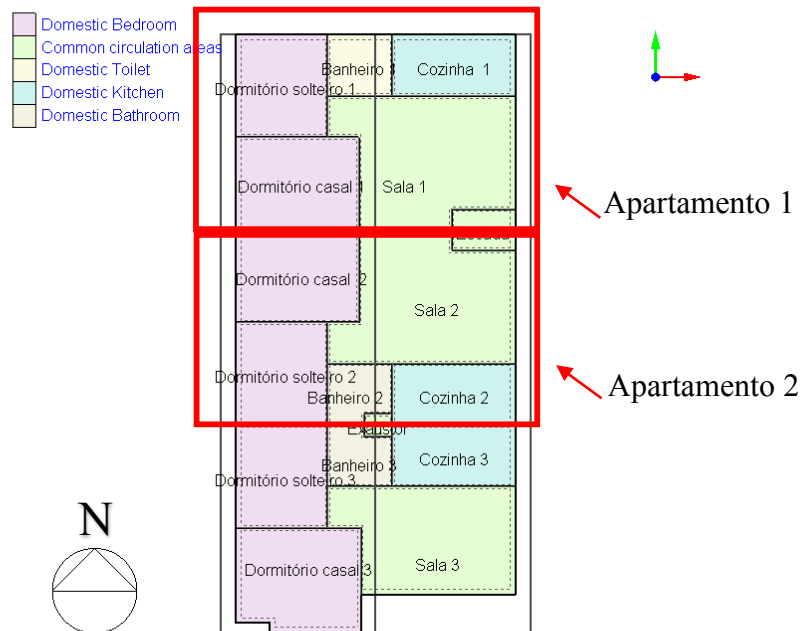 Domestic Bedroom
Common circulation areas
Domestic Toilet
Domestic Kitchen
Domestic Bathroom
Banheiro 1
Cozinha 1
Dormitório solteiro 1
Dormitório casal 1
Sala 1
Apartamento 1
Dormitório casal 2
Sala 2
Dormitório solteiro 2
Apartamento 2
Banheiro 2
Cozinha 2
Exaustor
Banheiro 3
Cozinha 3
Dormitório solteiro 3
N
Dormitório casal 3
Sala 3